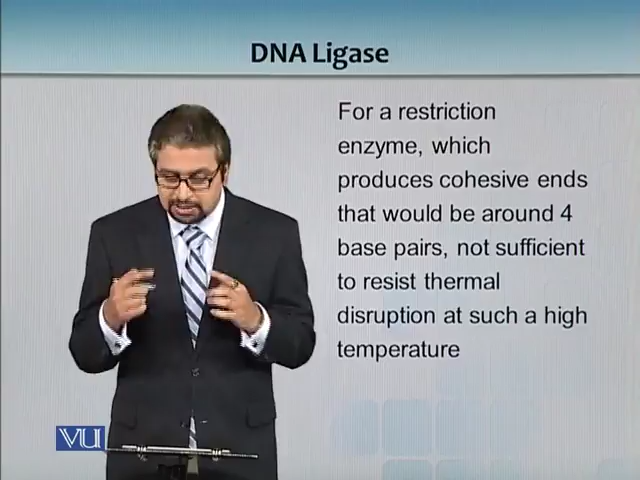 DNA Ligase
For a restriction
enzyme, which
produces cohesive ends
that would be around 4
base pairs, not sufficient
to resist thermal
disruption at such a high
temperature
VU